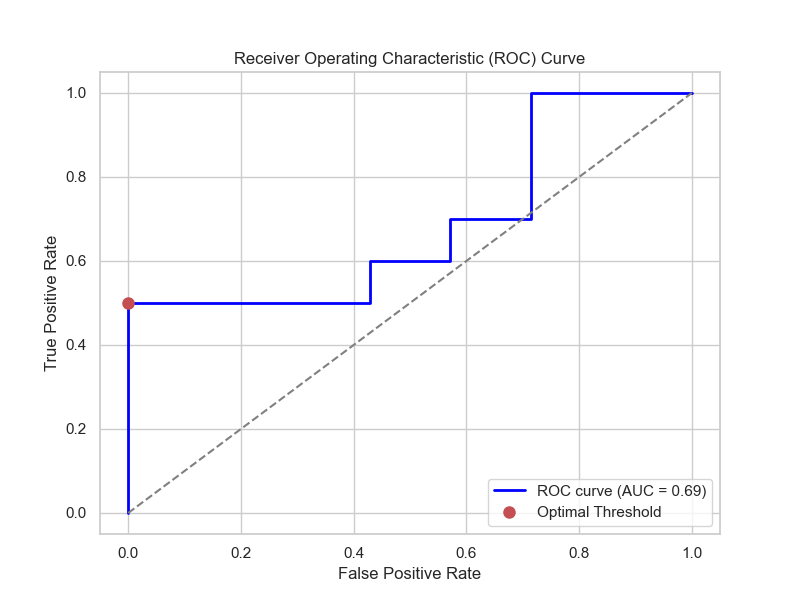 Receiver Operating Characteristic (ROC) Curve
1.0
0.8
0.6
0.4
0.2
0.0
True Positive Rate
0.0 0.2 0.4 0.6 0.8 1.0
False Positive Rate
ROC curve (AUC = 0.69)
Optimal Threshold